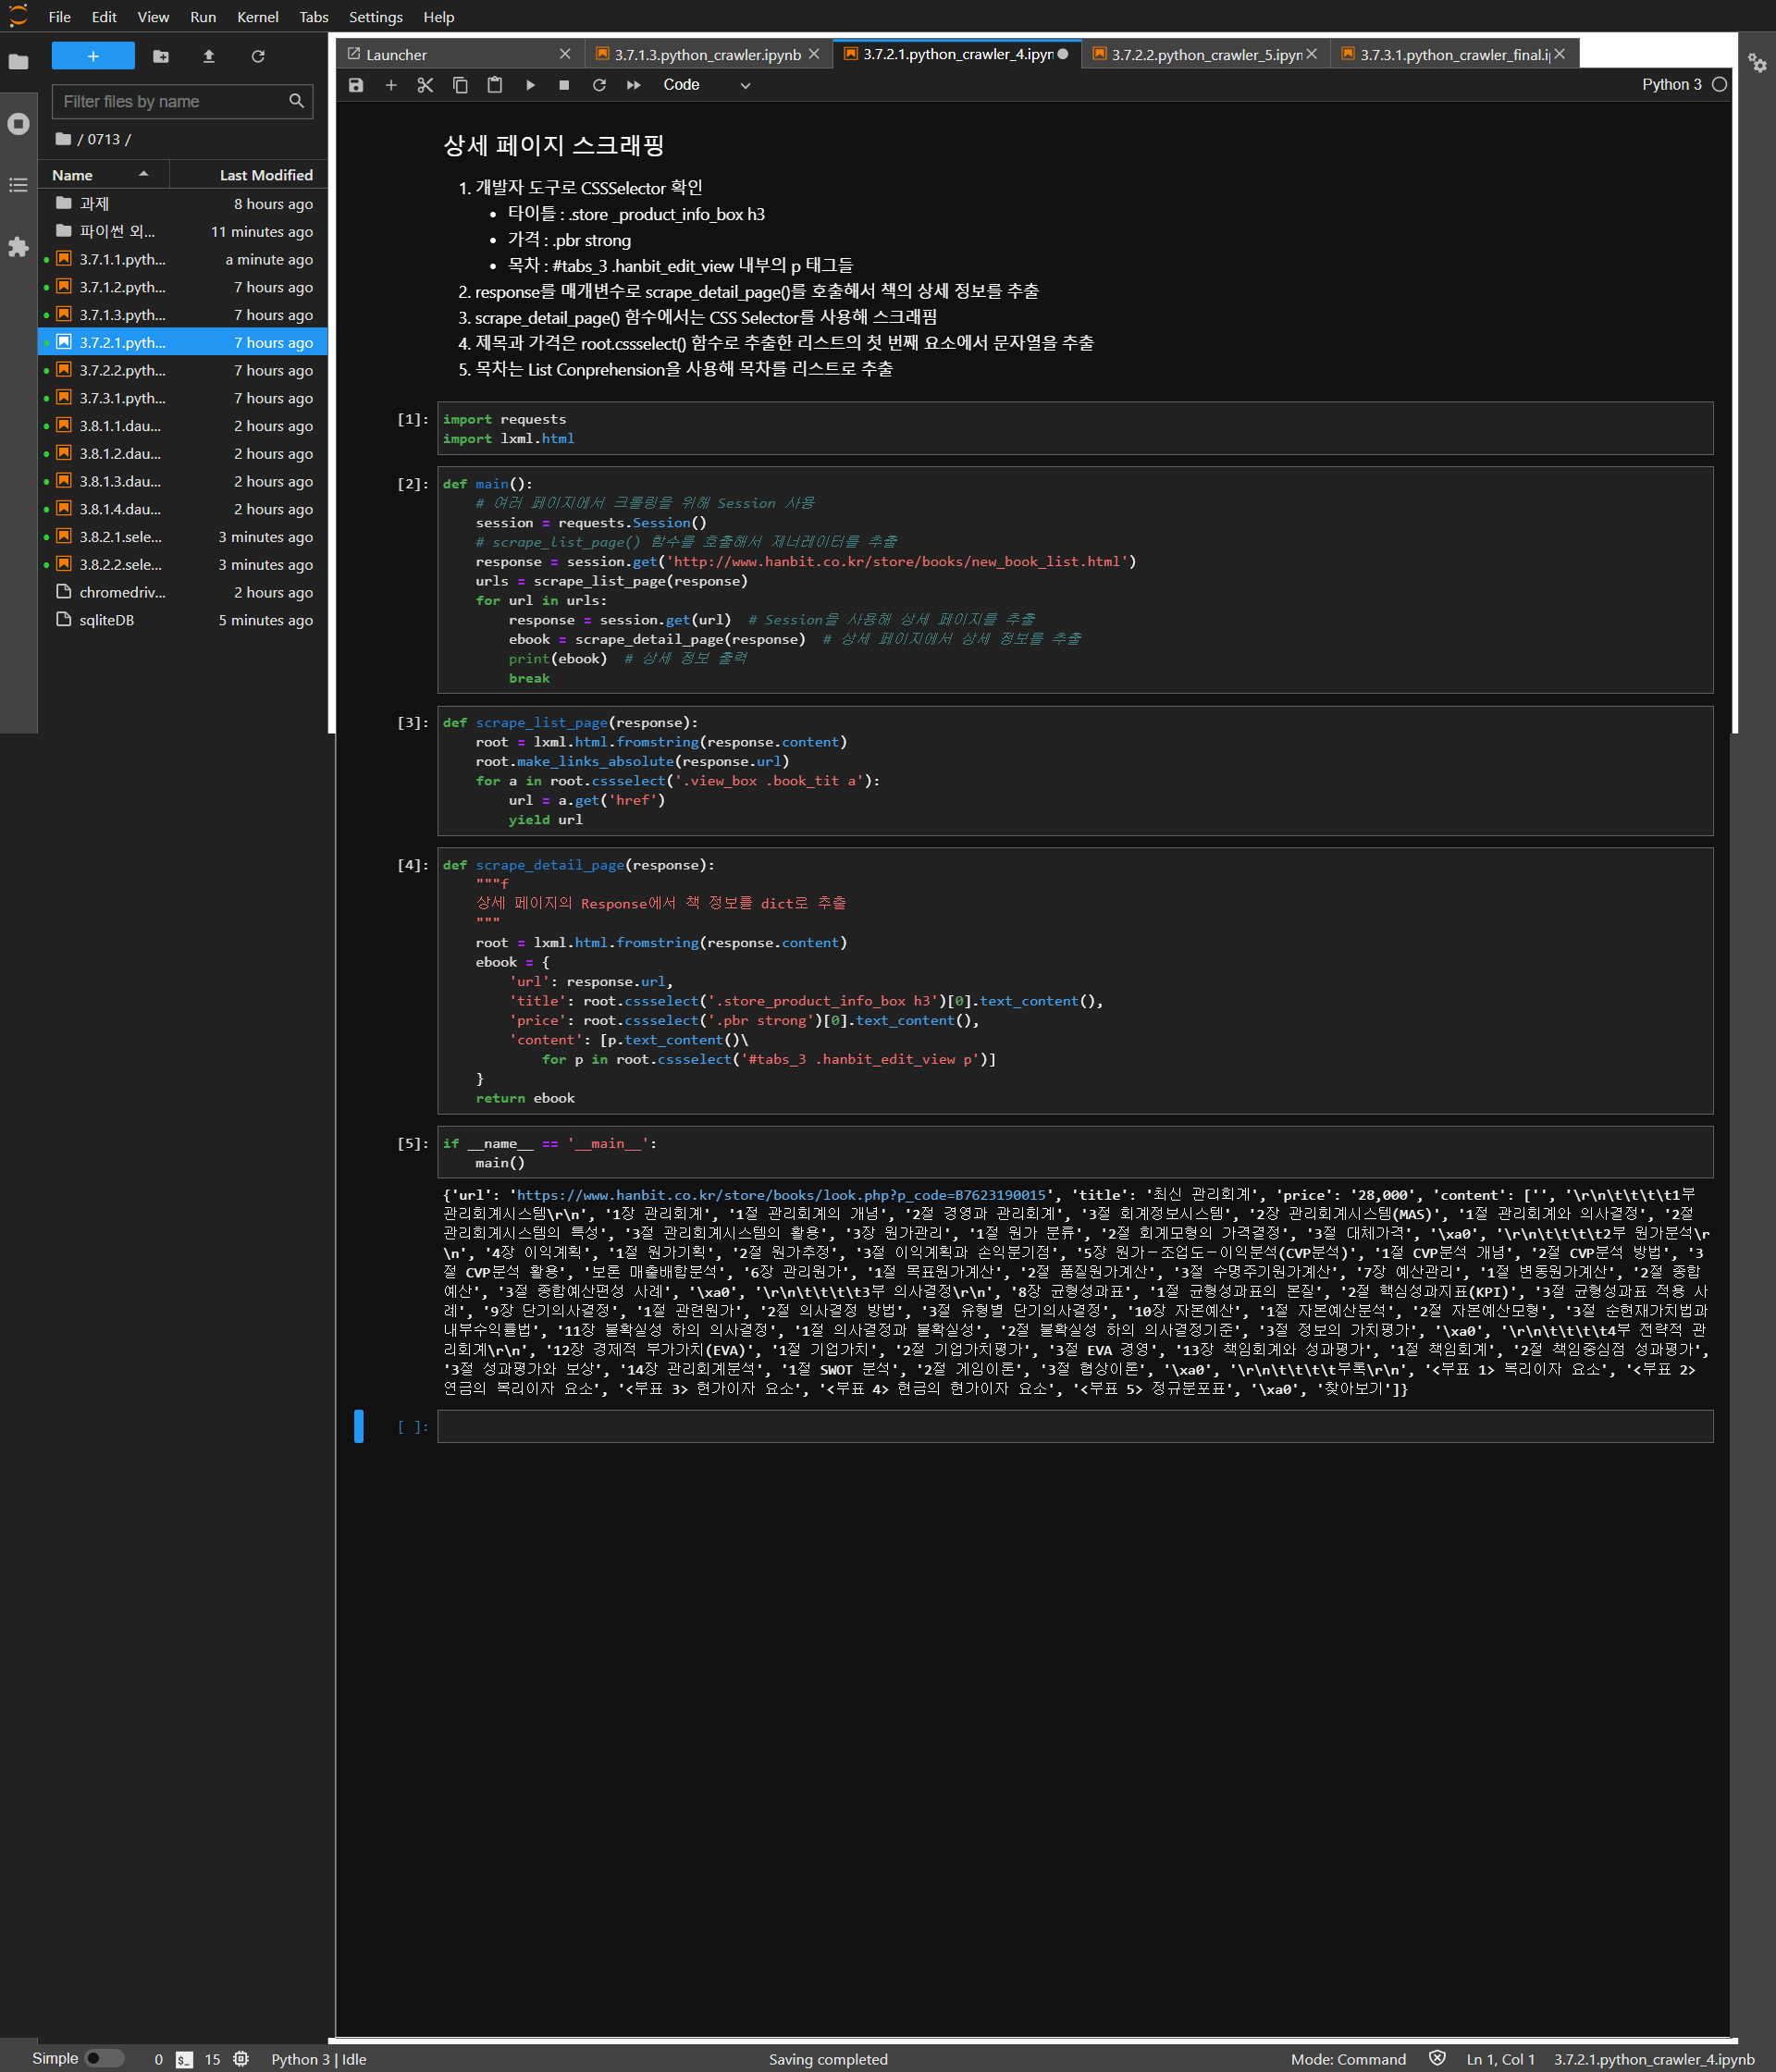 File Edit View Run Kernel Tabs Settings Help
Launcher
3.7.1.3.python_crawler.ipynb
3.7.2.1.python_crawler_4.ipyn
3.7.2.2.python_crawler_5.ipyn
3.7.3.1.python_crawler_final.i
Code
Python 3
Filter files by name
/ 0713 /
Name Last Modified
과제 8 hours ago
파이썬 외... 11 minutes ago
3.7.1.1.pyth... a minute ago
3.7.1.2.pyth... 7 hours ago
3.7.1.3.pyth... 7 hours ago
3.7.2.1.pyth... 7 hours ago
3.7.2.2.pyth... 7 hours ago
3.7.3.1.pyth... 7 hours ago
3.8.1.1.dau... 2 hours ago
3.8.1.2.dau... 2 hours ago
3.8.1.3.dau... 2 hours ago
3.8.1.4.dau... 2 hours ago
3.8.2.1.sele... 3 minutes ago
3.8.2.2.sele... 3 minutes ago
chromedriv... 2 hours ago
sqliteDB 5 minutes ago
상세 페이지 스크래핑
1. 개발자 도구로 CSSSelector 확인
• 타이틀 : .store _product_info_box h3
• 가격 : .pbr strong
• 목차 : #tabs_3 .hanbit_edit_view 내부의 p 태그들
2. response를 매개변수로 scrape_detail_page()를 호출해서 책의 상세 정보를 추출
3. scrape_detail_page() 함수에서는 CSS Selector를 사용해 스크래핌
4. 제목과 가격은 root.cssselect() 함수로 추출한 리스트의 첫 번째 요소에서 문자열을 추출
5. 목차는 List Conprehension을 사용해 목차를 리스트로 추출
[1]: import requests
import lxml.html
[2]: def main():
# 여러 페이지에서 크롤링을 위해 Session 사용
session = requests.Session()
# scrape_list_page() 함수를 호출해서 제너레이터를 추출
response = session.get('http://www.hanbit.co.kr/store/books/new_book_list.html')
urls = scrape_list_page(response)
for url in urls:
response = session.get(url)  # Session을 사용해 상세 페이지를 추출
ebook = scrape_detail_page(response)  # 상세 페이지에서 상세 정보를 추출
print(ebook)  # 상세 정보 출력
break
[3]: def scrape_list_page(response):
root = lxml.html.fromstring(response.content)
root.make_links_absolute(response.url)
for a in root.cssselect('.view_box .book_tit a'):
url = a.get('href')
yield url
[4]: def scrape_detail_page(response):
"""f
상세 페이지의 Response에서 책 정보를 dict로 추출
"""
root = lxml.html.fromstring(response.content)
ebook = {
'url': response.url,
'title': root.cssselect('.store_product_info_box h3')[0].text_content(),
'price': root.cssselect('.pbr strong')[0].text_content(),
'content': [p.text_content()\
for p in root.cssselect('#tabs_3 .hanbit_edit_view p')]
}
return ebook
[5]: if __name__ == '__main__':
main()
{'url': 'https://www.hanbit.co.kr/store/books/look.php?p_code=B7623190015', 'title': '최신 관리회계', 'price': '28,000', 'content': ['', '\r\n\t\t\t\t1부
관리회계시스템\r\n', '1장 관리회계', '1절 관리회계의 개념', '2절 경영과 관리회계', '3절 회계정보시스템', '2장 관리회계시스템(MAS)', '1절 관리회계와 의사결정', '2절
관리회계시스템의 특성', '3절 관리회계시스템의 활용', '3장 원가관리', '1절 원가 분류', '2절 회계모형의 가격결정', '3절 대체가격', '\xa0', '\r\n\t\t\t\t2부 원가분석\r\
n', '4장 이익계획', '1절 원가기획', '2절 원가추정', '3절 이익계획과 손익분기점', '5장 원가－조업도－이익분석(CVP분석)', '1절 CVP분석 개념', '2절 CVP분석 방법', '3
절 CVP분석 활용', '보론 매출배합분석', '6장 관리원가', '1절 목표원가계산', '2절 품질원가계산', '3절 수명주기원가계산', '7장 예산관리', '1절 변동원가계산', '2절 종합
예산', '3절 종합예산편성 사례', '\xa0', '\r\n\t\t\t\t3부 의사결정\r\n', '8장 균형성과표', '1절 균형성과표의 본질', '2절 핵심성과지표(KPI)', '3절 균형성과표 적용 사
례', '9장 단기의사결정', '1절 관련원가', '2절 의사결정 방법', '3절 유형별 단기의사결정', '10장 자본예산', '1절 자본예산분석', '2절 자본예산모형', '3절 순현재가치법과
내부수익률법', '11장 불확실성 하의 의사결정', '1절 의사결정과 불확실성', '2절 불확실성 하의 의사결정기준', '3절 정보의 가치평가', '\xa0', '\r\n\t\t\t\t4부 전략적 관
리회계\r\n', '12장 경제적 부가가치(EVA)', '1절 기업가치', '2절 기업가치평가', '3절 EVA 경영', '13장 책임회계와 성과평가', '1절 책임회계', '2절 책임중심점 성과평가',
'3절 성과평가와 보상', '14장 관리회계분석', '1절 SWOT 분석', '2절 게임이론', '3절 협상이론', '\xa0', '\r\n\t\t\t\t부록\r\n', '<부표 1> 복리이자 요소', '<부표 2>
연금의 복리이자 요소', '<부표 3> 현가이자 요소', '<부표 4> 현금의 현가이자 요소', '<부표 5> 정규분포표', '\xa0', '찾아보기']}
[ ]:
Simple 0 $_ 15 Python 3 | Idle Saving completed Mode: Command Ln 1, Col 1 3.7.2.1.python_crawler_4.ipynb